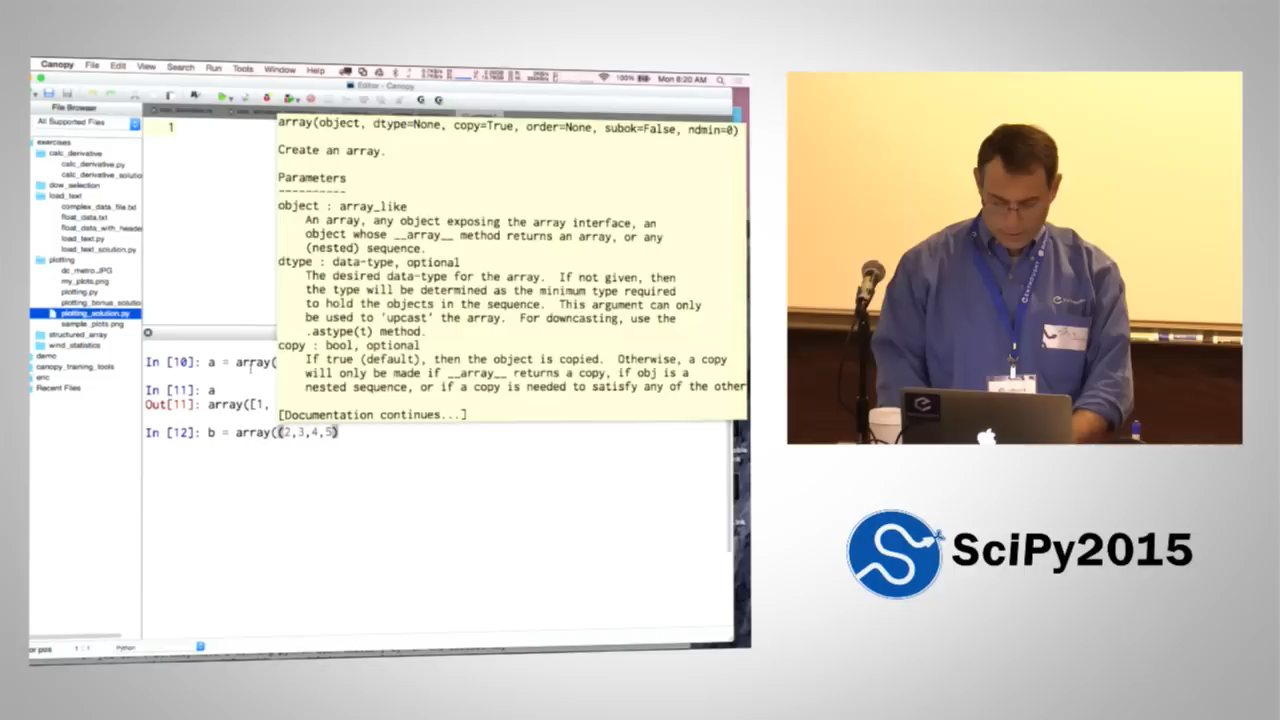 Canopy File Edit View Search Run Tools Window Help
100%
Mon 8:20 AM
Editor - Canopy
File Browser
All Supported Files
exercises
calc_derivative
calc_derivative.py
calc_derivative_solutio
dow_selection
load_text
complex_data_file.txt
float_data.txt
float_data_with_heade
load_text.py
load_text_solution.py
plotting
dc_metro.JPG
my_plots.png
plotting.py
plotting_bonus_solutio
plotting_solution.py
sample_plots.png
structured_array
wind_statistics
demo
canopy_training_tools
eric
Recent Files
1
array(object, dtype=None, copy=True, order=None, subok=False, ndmin=0)
Create an array.
Parameters
----------
object : array_like
An array, any object exposing the array interface, an
object whose __array__ method returns an array, or any
(nested) sequence.
dtype : data-type, optional
The desired data-type for the array. If not given, then
the type will be determined as the minimum type required
to hold the objects in the sequence. This argument can only
be used to 'upcast' the array. For downcasting, use the
.astype(t) method.
copy : bool, optional
If true (default), then the object is copied. Otherwise, a copy
will only be made if __array__ returns a copy, if obj is a
nested sequence, or if a copy is needed to satisfy any of the other
[Documentation continues...]
In [10]: a = array(
In [11]: a
Out[11]: array([1,
In [12]: b = array((2,3,4,5)
or pos 1 : 1 Python
SciPy2015